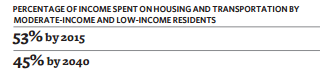 PERCENTAGE OF INCOME SPENT ON HOUSING AND TRANSPORTATION BY
MODERATE-INCOME AND LOW-INCOME RESIDENTS
53% by 2015
45% by 2040